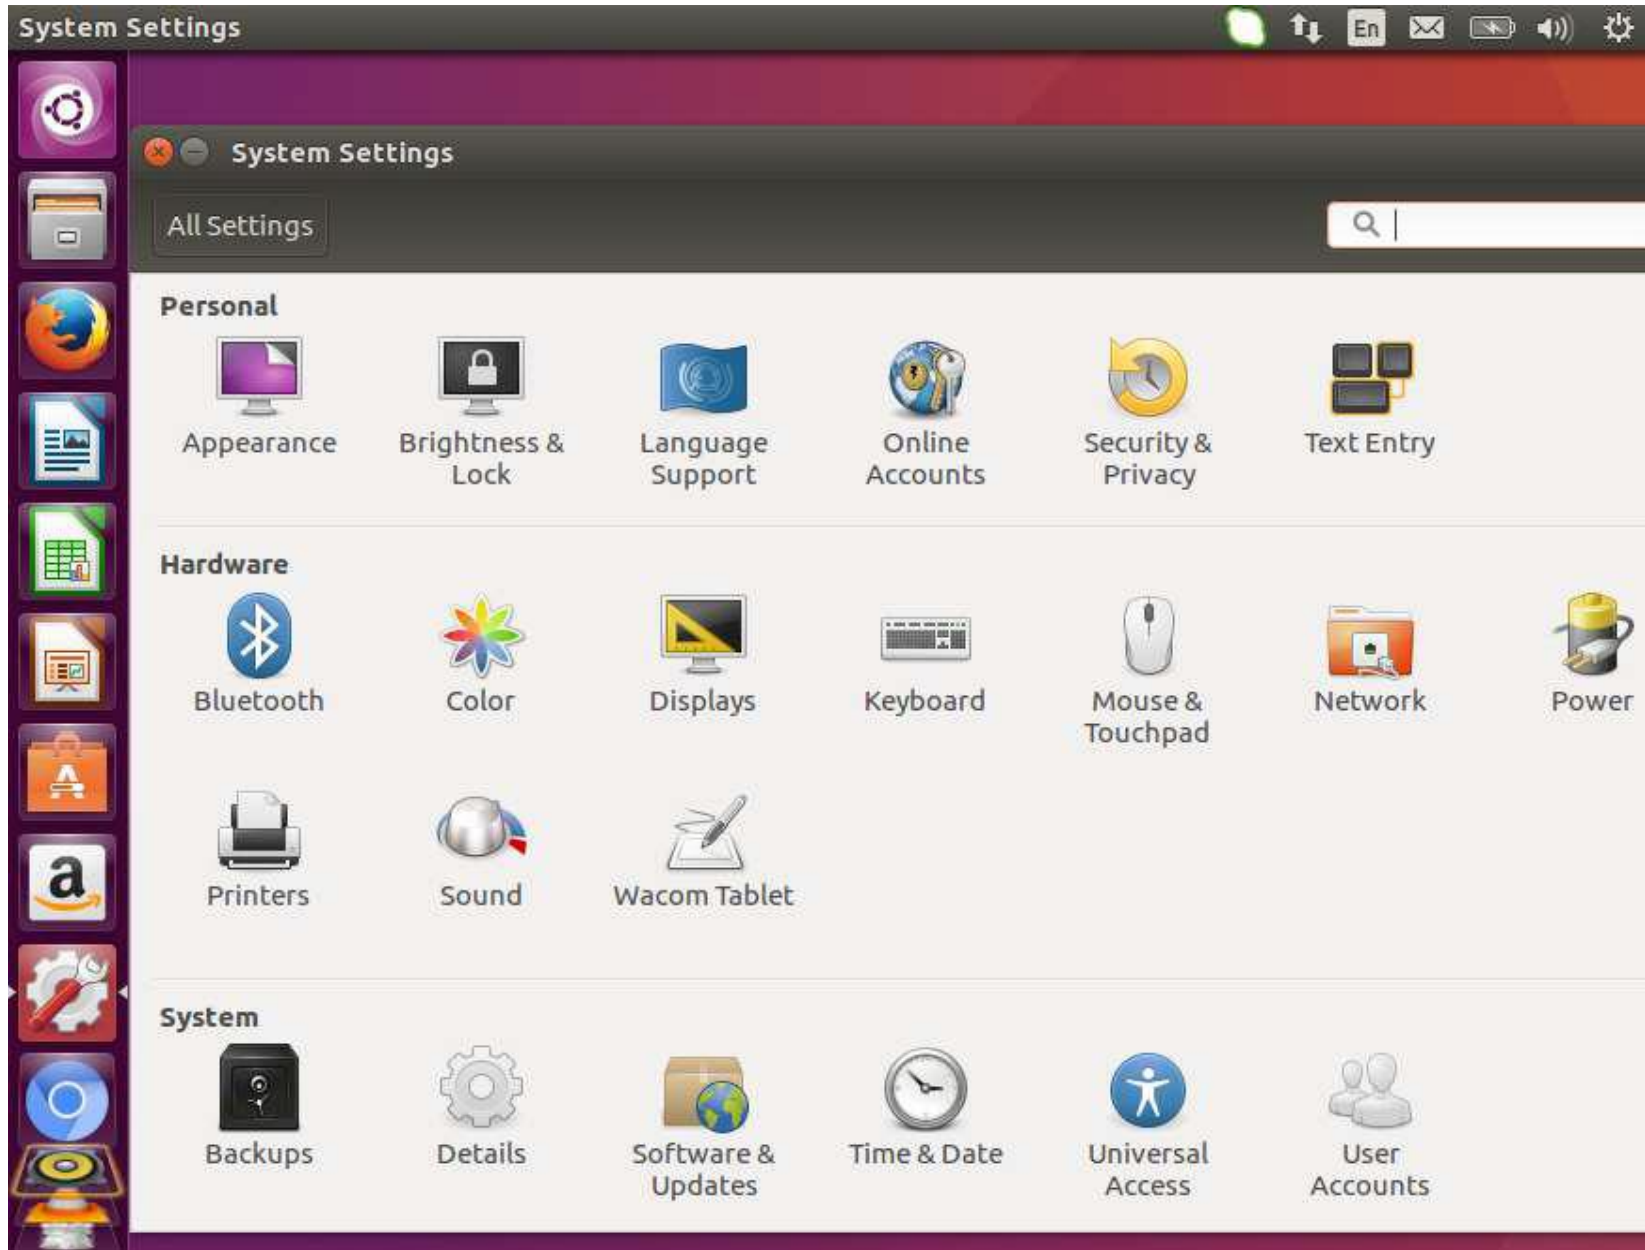 System Settings
En
System Settings
All Settings
Personal
Appearance
Brightness &
Lock
Language
Support
Online
Accounts
Security &
Privacy
Text Entry
Hardware
Bluetooth
Color
Displays
Keyboard
Mouse &
Touchpad
Network
Power
Printers
Sound
Wacom Tablet
System
Backups
Details
Software &
Updates
Time & Date
Universal
Access
User
Accounts
a